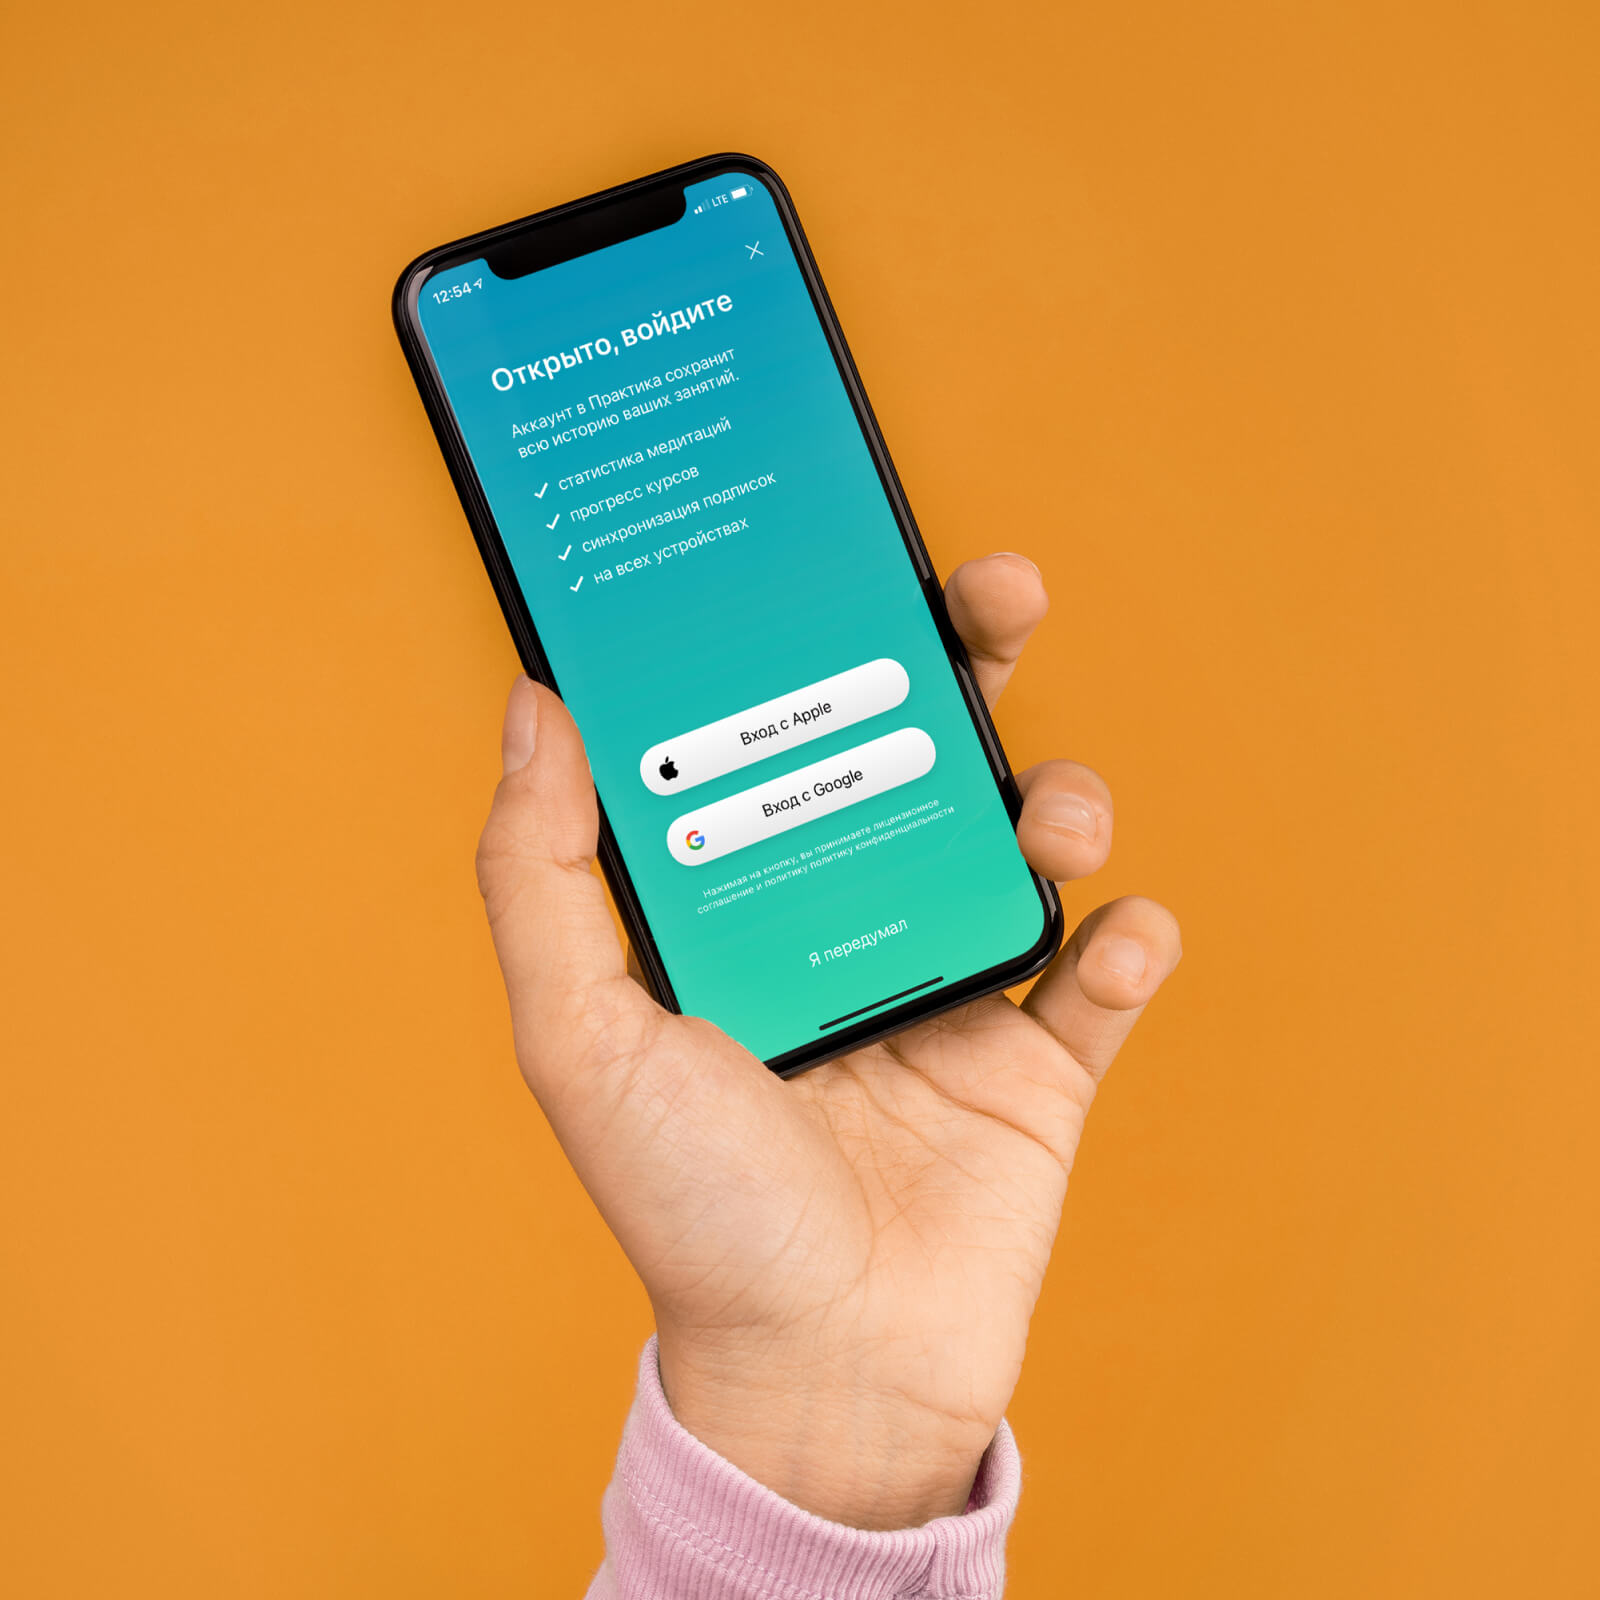 12:54
LTE
Открыто, войдите
Аккаунт в Практика сохранит
всю историю ваших занятий.
статистика медитаций
прогресс курсов
синхронизация подписок
на всех устройствах
Вход с Apple
Вход с Google
Нажимая на кнопку, вы принимаете лицензионное
соглашение и политику политику конфиденциальности
Я передумал